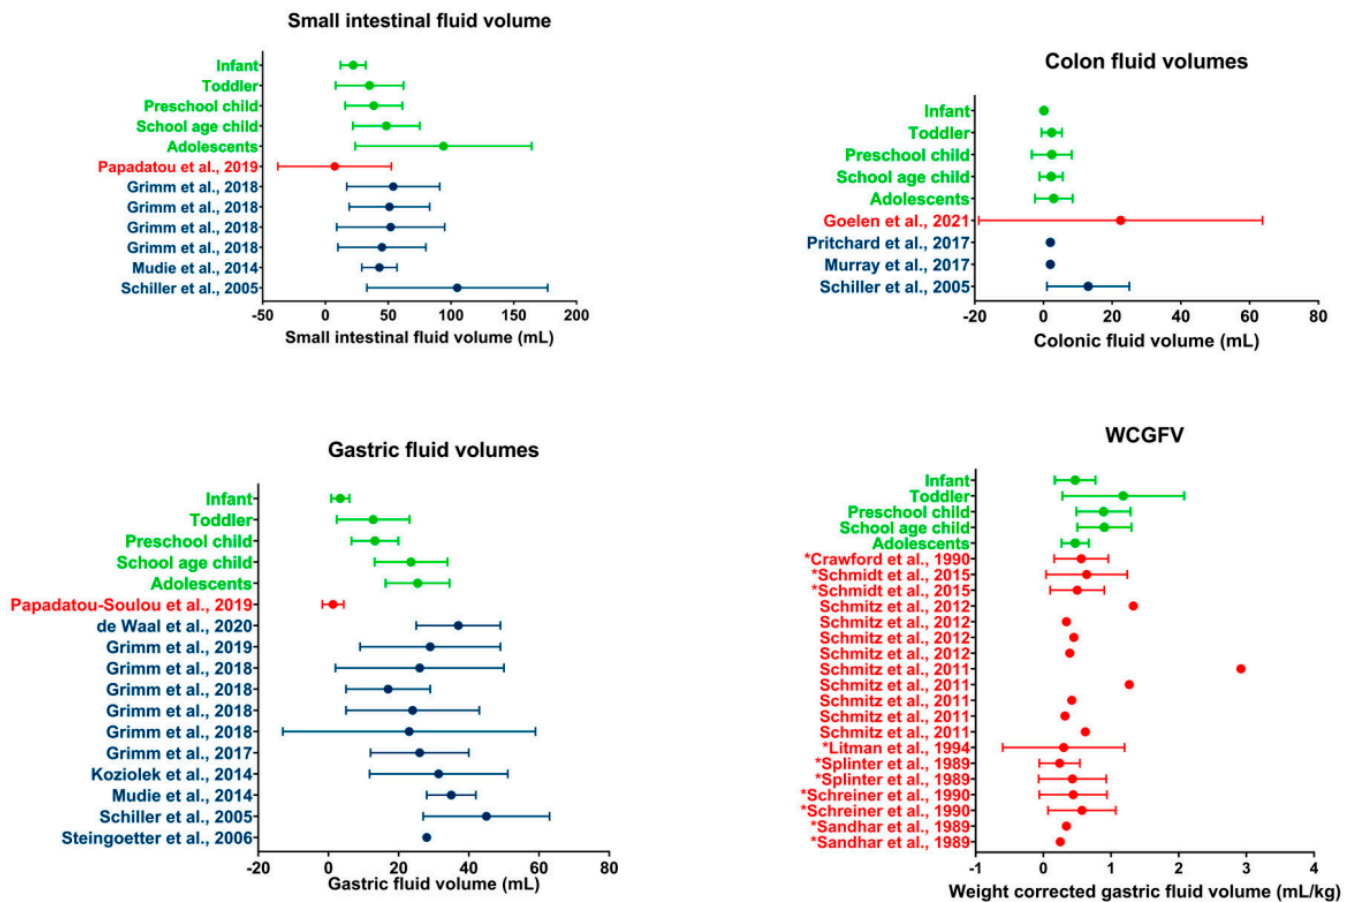 Small intestinal fluid volume
Infant
Toddler
Preschool child
School age child
Adolescents
Papadatou et al., 2019
Grimm et al., 2018
Grimm et al., 2018
Grimm et al., 2018
Grimm et al., 2018
Mudie et al., 2014
Schiller et al., 2005
-50 0 50 100 150 200
Small intestinal fluid volume (mL)
Colon fluid volumes
Infant
Toddler
Preschool child
School age child
Adolescents
Goelen et al., 2021
Pritchard et al., 2017
Murray et al., 2017
Schiller et al., 2005
-20 0 20 40 60 80
Colonic fluid volume (mL)
Gastric fluid volumes
Infant
Toddler
Preschool child
School age child
Adolescents
Papadatou-Soulou et al., 2019
de Waal et al., 2020
Grimm et al., 2019
Grimm et al., 2018
Grimm et al., 2018
Grimm et al., 2018
Grimm et al., 2018
Grimm et al., 2017
Koziolek et al., 2014
Mudie et al., 2014
Schiller et al., 2005
Steingoetter et al., 2006
-20 0 20 40 60 80
Gastric fluid volume (mL)
WCGFV
Infant
Toddler
Preschool child
School age child
Adolescents
*Crawford et al., 1990
*Schmidt et al., 2015
*Schmidt et al., 2015
Schmitz et al., 2012
Schmitz et al., 2012
Schmitz et al., 2012
Schmitz et al., 2012
Schmitz et al., 2011
Schmitz et al., 2011
Schmitz et al., 2011
Schmitz et al., 2011
Schmitz et al., 2011
*Litman et al., 1994
*Splinter et al., 1989
*Splinter et al., 1989
*Schreiner et al., 1990
*Schreiner et al., 1990
*Sandhar et al., 1989
*Sandhar et al., 1989
-1 0 1 2 3 4
Weight corrected gastric fluid volume (mL/kg)